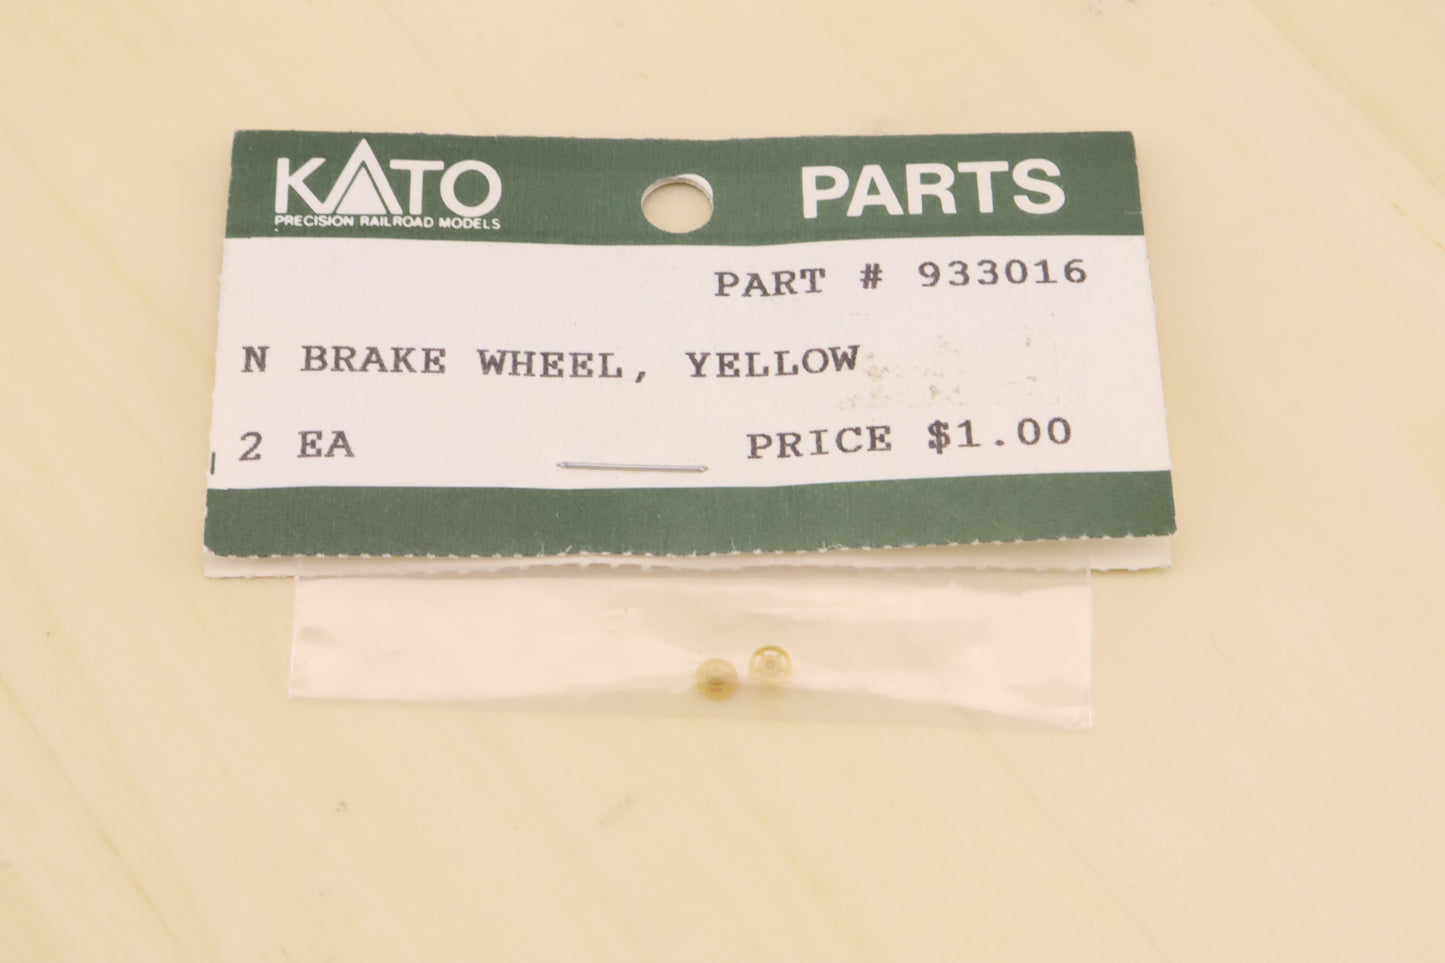 KATO PARTS
PRECISION RAILROAD MODELS
PART # 933016
N BRAKE WHEEL, YELLOW
2 EA PRICE $1.00